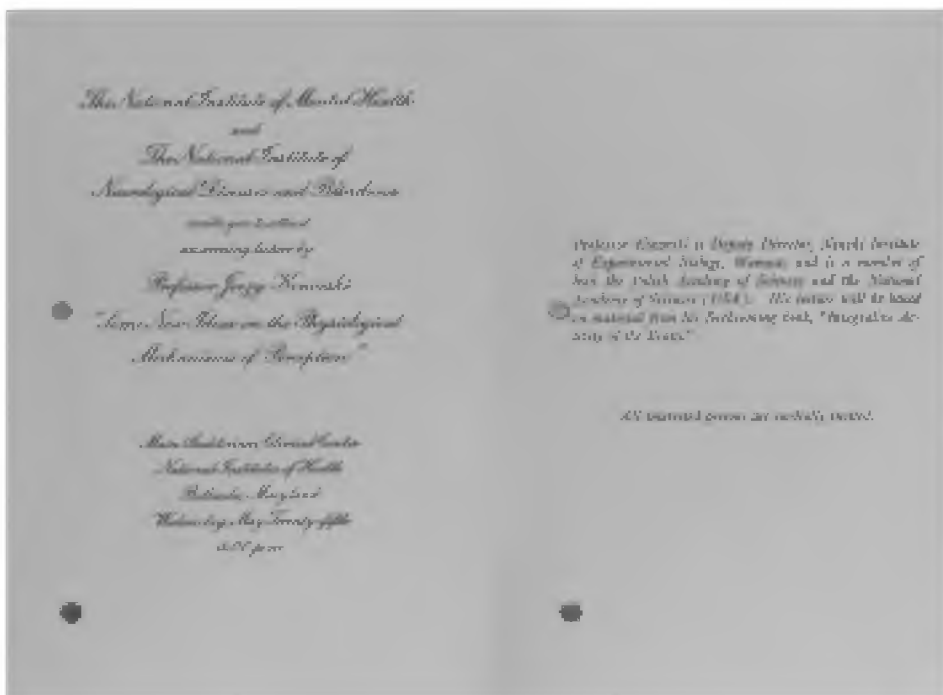 The National Institute of Mental Health
and
The National Institute of
Neurological Diseases and Blindness
invite you to attend
an evening lecture by
Professor Jerzy Konorski
"Some New Ideas on the Physiological
Mechanisms of Perception"
Main Auditorium, Clinical Center
National Institutes of Health
Bethesda, Maryland
Wednesday, May Twenty-fifth
p.m.
Professor Konorski is Deputy Director, Nencki Institute
of Experimental Biology, Warsaw, and is a member of
both the Polish Academy of Sciences and the National
Academy of Sciences (USA). His lecture will be based
on material from his forthcoming book, "Integrative Ac-
tivity of the Brain".
All interested persons are cordially invited.